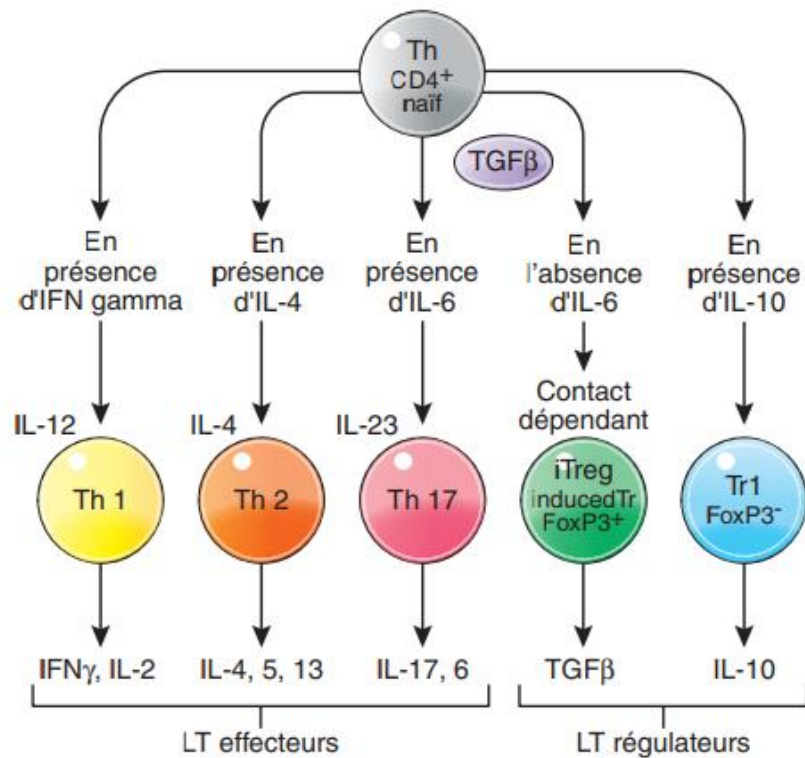 Th
CD4+
naïf
TGFβ
En
présence
d'IFN gamma
En
présence
d'IL-4
En
présence
d'IL-6
En
l'absence
d'IL-6
En
présence
d'IL-10
Contact
dépendant
IL-12
IL-4
IL-23
Th 1
Th 2
Th 17
iTreg
inducedTr
FoxP3+
Tr1
FoxP3-
IFNγ, IL-2
IL-4, 5, 13
IL-17, 6
TGFβ
IL-10
LT effecteurs
LT régulateurs